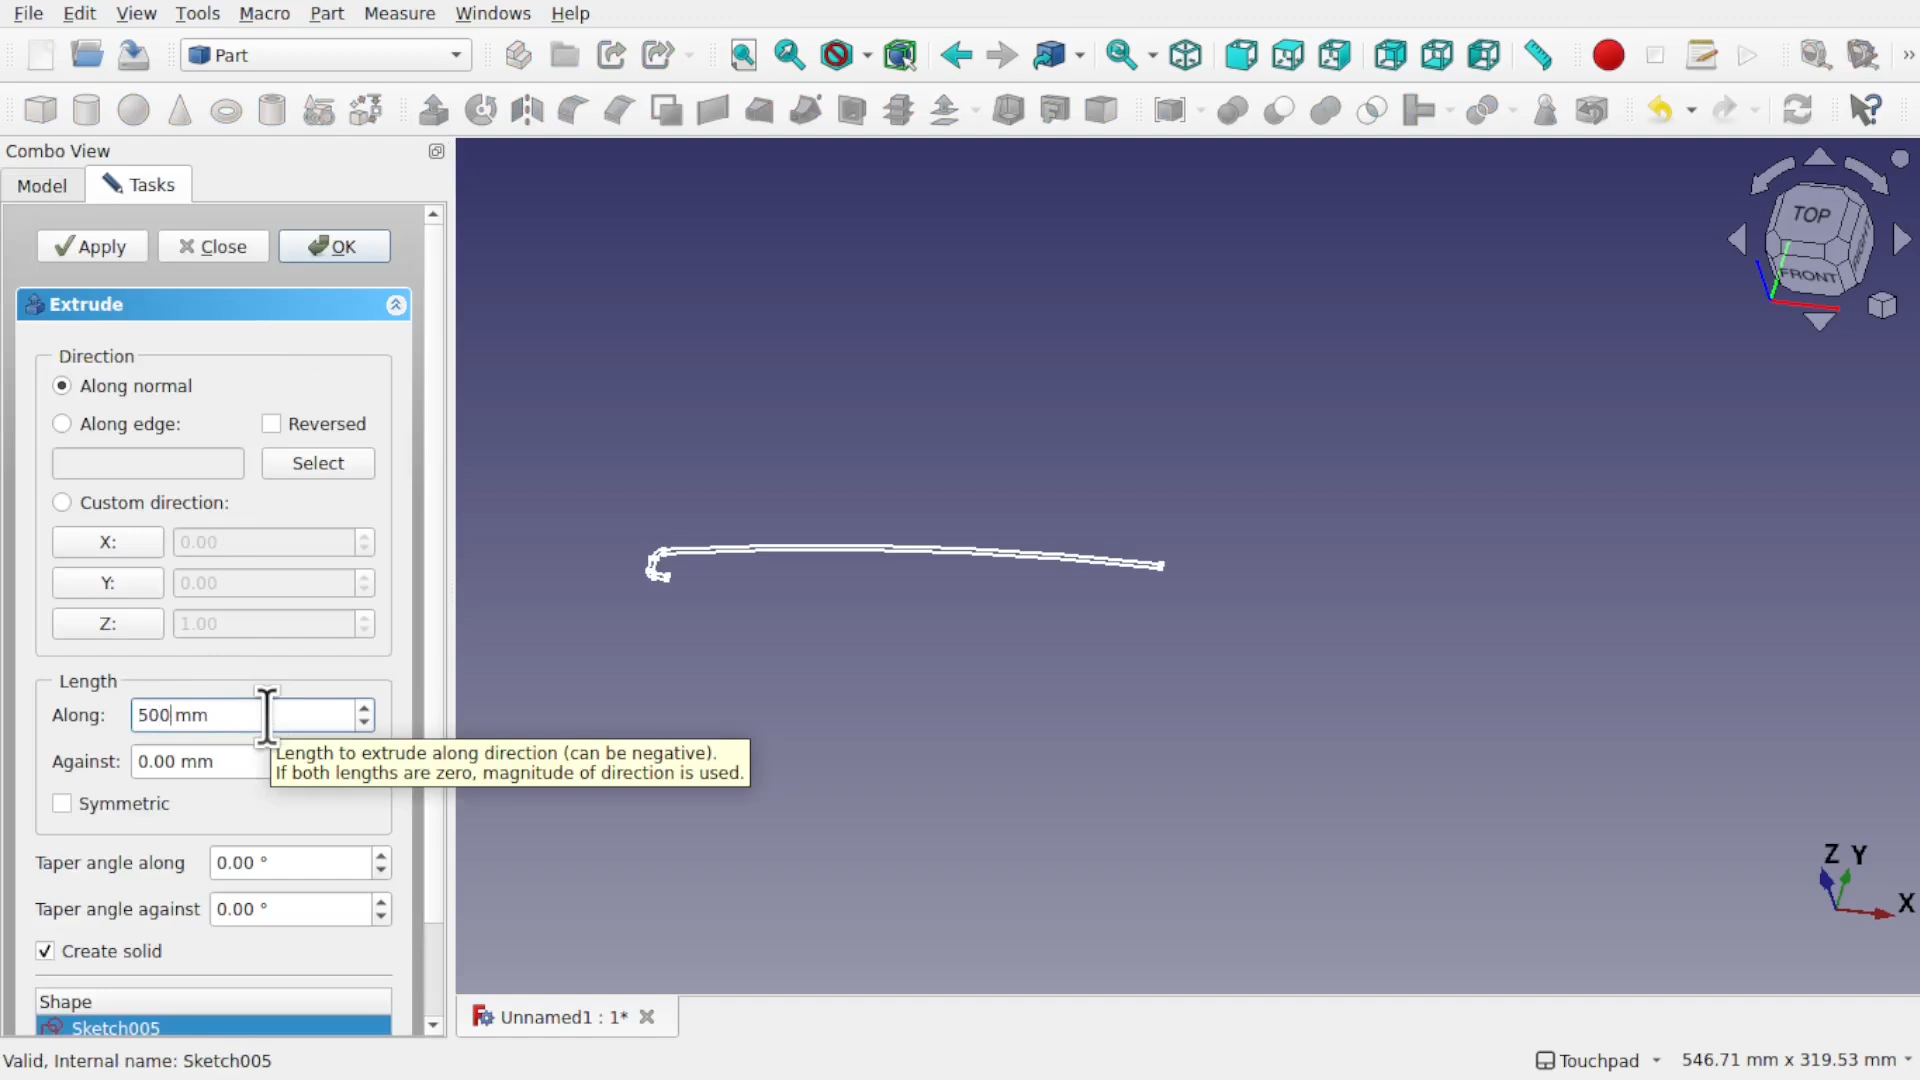 File Edit View Tools Macro Part Measure Windows Help
Part
Combo View
Model Tasks
Apply Close OK
Extrude
Direction
Along normal
Along edge: Reversed
Select
Custom direction:
X: 0.00
Y: 0.00
Z: 1.00
Length
Along: 500 mm
Against: 0.00 mm
Length to extrude along direction (can be negative).
If both lengths are zero, magnitude of direction is used.
Symmetric
Taper angle along 0.00 °
Taper angle against 0.00 °
Create solid
Shape
Sketch005
TOP
FRONT
Z Y
X
Unnamed1 : 1*
Valid, Internal name: Sketch005
Touchpad 546.71 mm x 319.53 mm